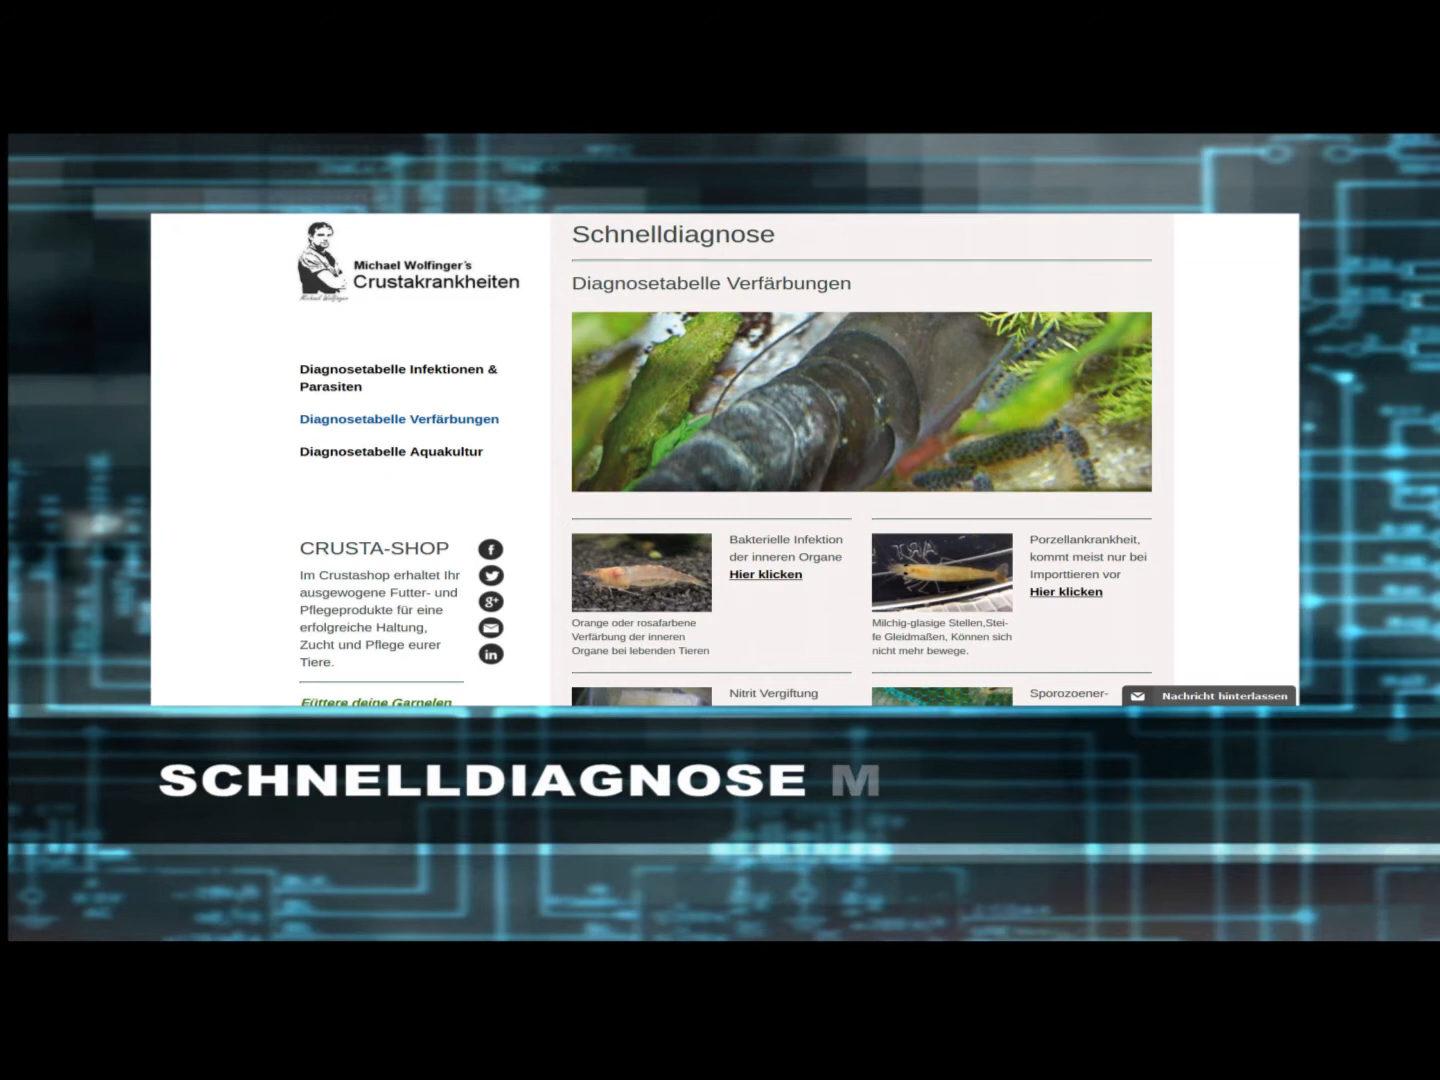 Michael Wolfinger´s
Crustakrankheiten
Michael Wolfinger
Diagnosetabelle Infektionen &
Parasiten
Diagnosetabelle Verfärbungen
Diagnosetabelle Aquakultur
CRUSTA-SHOP
Im Crustashop erhaltet Ihr
ausgewogene Futter- und
Pflegeprodukte für eine
erfolgreiche Haltung,
Zucht und Pflege eurer
Tiere.
Füttere deine Garnelen
Schnelldiagnose
Diagnosetabelle Verfärbungen
Bakterielle Infektion
der inneren Organe
Hier klicken
Orange oder rosafarbene
Verfärbung der inneren
Organe bei lebenden Tieren
Porzellankrankheit,
kommt meist nur bei
Importtieren vor
Hier klicken
Milchig-glasige Stellen,Stei-
fe Gleidmaßen, Können sich
nicht mehr bewege.
Nitrit Vergiftung
Sporozoener-
Nachricht hinterlassen
SCHNELLDIAGNOSE M